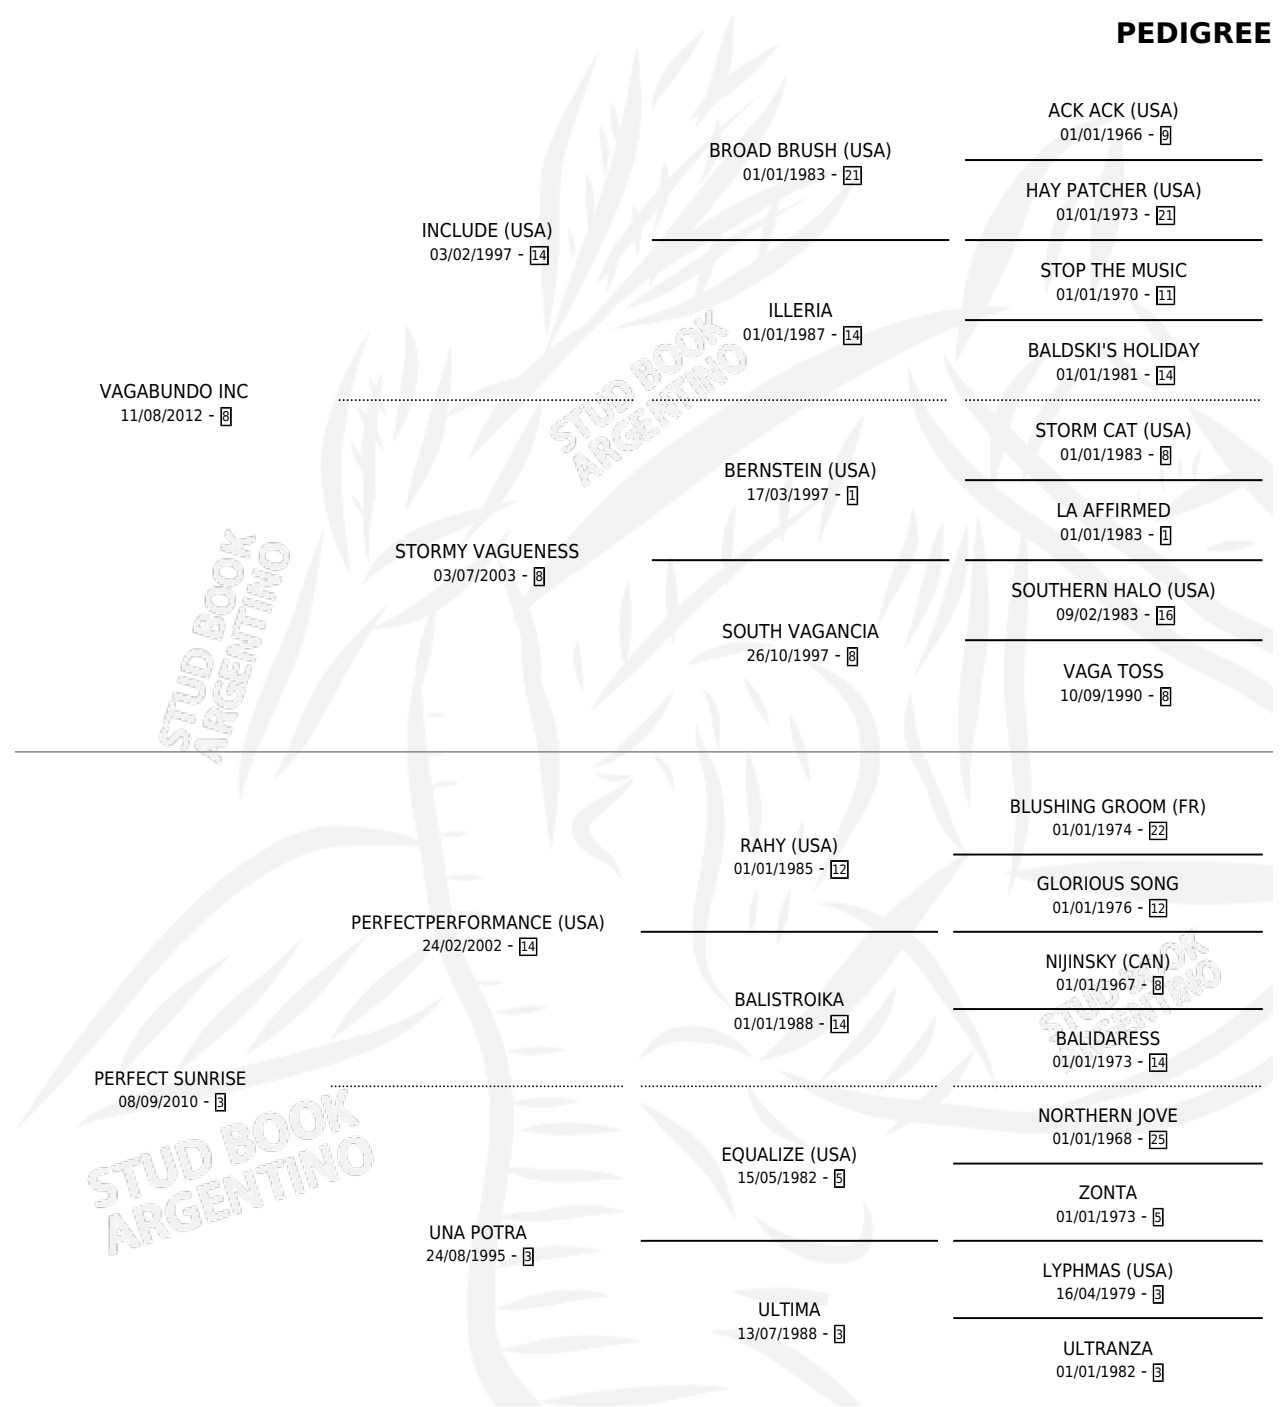 PEDIGREE
ACK ACK (USA)
01/01/1966 - 9
BROAD BRUSH (USA)
01/01/1983 - 21
HAY PATCHER (USA)
01/01/1973 - 21
INCLUDE (USA)
03/02/1997 - 14
STOP THE MUSIC
01/01/1970 - 11
ILLERIA
01/01/1987 - 14
BALDSKI'S HOLIDAY
01/01/1981 - 14
VAGABUNDO INC
11/08/2012 - 8
STORM CAT (USA)
01/01/1983 - 8
BERNSTEIN (USA)
17/03/1997 - 1
LA AFFIRMED
01/01/1983 - 1
STORMY VAGUENESS
03/07/2003 - 8
SOUTHERN HALO (USA)
09/02/1983 - 16
SOUTH VAGANCIA
26/10/1997 - 8
VAGA TOSS
10/09/1990 - 8
BLUSHING GROOM (FR)
01/01/1974 - 22
RAHY (USA)
01/01/1985 - 12
GLORIOUS SONG
01/01/1976 - 12
PERFECTPERFORMANCE (USA)
24/02/2002 - 14
NIJINSKY (CAN)
01/01/1967 - 8
BALISTROIKA
01/01/1988 - 14
BALIDARESS
01/01/1973 - 14
PERFECT SUNRISE
08/09/2010 - 3
NORTHERN JOVE
01/01/1968 - 25
EQUALIZE (USA)
15/05/1982 - 5
ZONTA
01/01/1973 - 5
UNA POTRA
24/08/1995 - 3
LYPHMAS (USA)
16/04/1979 - 3
ULTIMA
13/07/1988 - 3
ULTRANZA
01/01/1982 - 3
STUD BOOK
ARGENTINO
STUD BOOK
ARGENTINO
STUD BOOK
ARGENTINO
STUD BOOK
ARGENTINO